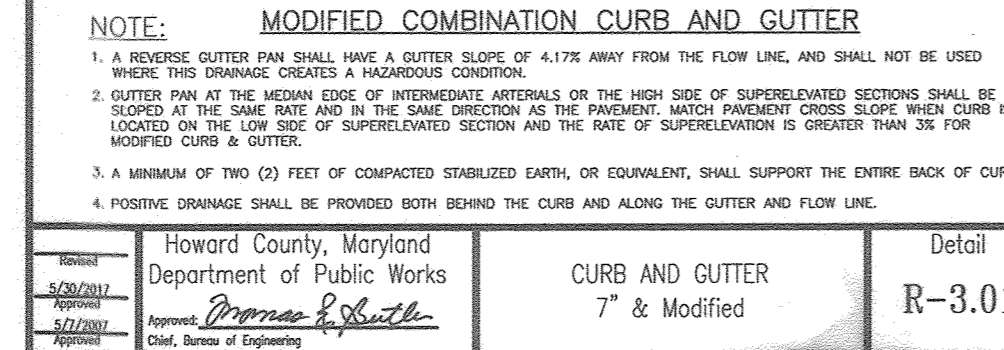 MODIFIED COMBINATION CURB AND GUTTER
NOTE:
1. A REVERSE GUTTER PAN SHALL HAVE A GUTTER SLOPE OF 4.17% AWAY FROM THE FLOW LINE, AND SHALL NOT BE USED
WHERE THIS DRAINAGE CREATES A HAZARDOUS CONDITION.
2. GUTTER PAN AT THE MEDIAN EDGE OF INTERMEDIATE ARTERIALS OR THE HIGH SIDE OF SUPERELEVATED SECTIONS SHALL BE
SLOPED AT THE SAME RATE AND IN THE SAME DIRECTION AS THE PAVEMENT. MATCH PAVEMENT CROSS SLOPE WHEN CURB
LOCATED ON THE LOW SIDE OF SUPERELEVATED SECTION AND THE RATE OF SUPERELEVATION IS GREATER THAN 3% FOR
MODIFIED CURB & GUTTER.
3. A MINIMUM OF TWO (2) FEET OF COMPACTED STABILIZED EARTH, OR EQUIVALENT, SHALL SUPPORT THE ENTIRE BACK OF
4. POSITIVE DRAINAGE SHALL BE PROVIDED BOTH BEHIND THE CURB AND ALONG THE GUTTER AND FLOW LINE.
Revised
5/30/2017
Approved
5/7/2007
Approved
Howard County, Maryland
Department of Public Works
Approved: Thomas E. Butler
Chief, Bureau of Engineering
CURB AND GUTTER
7" & Modified
Detail
R-3.01